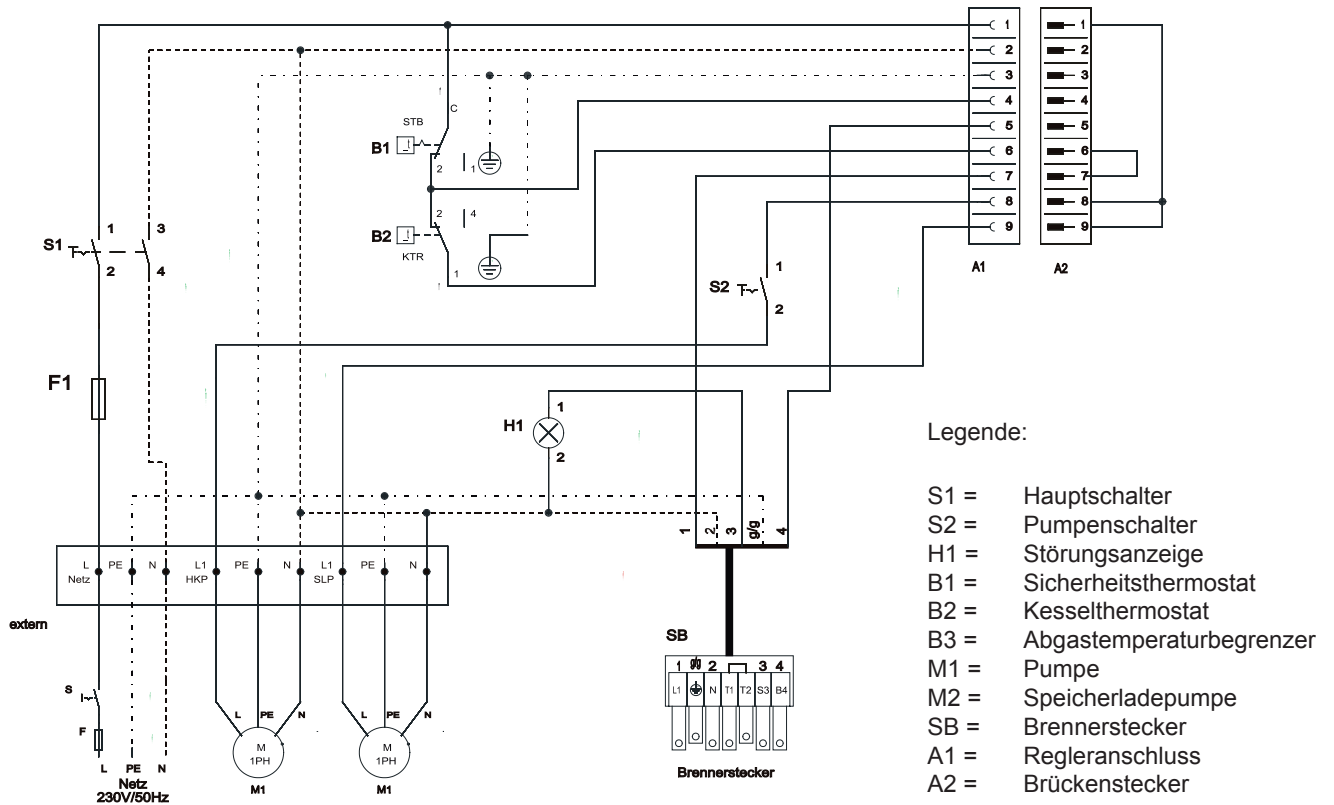 1
2
3
4
5
6
7
8
9
A1
1
2
3
4
5
6
7
8
9
A2
C
STB
B1
2
1
2
4
B2
KTR
1
S1
1
2
3
4
S2
1
2
F1
H1
1
2
1
2
3
g/g
4
L
Netz
PE
N
L1
HKP
PE
N
L1
SLP
PE
N
extern
S
F
L
PE
N
Netz
230V/50Hz
L
PE
N
M
1PH
M1
L
PE
N
M
1PH
M1
SB
1
g/g
2
3
4
L1
N
T1
T2
S3
B4
Brennerstecker
Legende:
S1 = Hauptschalter
S2 = Pumpenschalter
H1 = Störungsanzeige
B1 = Sicherheitsthermostat
B2 = Kesselthermostat
B3 = Abgastemperaturbegrenzer
M1 = Pumpe
M2 = Speicherladepumpe
SB = Brennerstecker
A1 = Regleranschluss
A2 = Brückenstecker